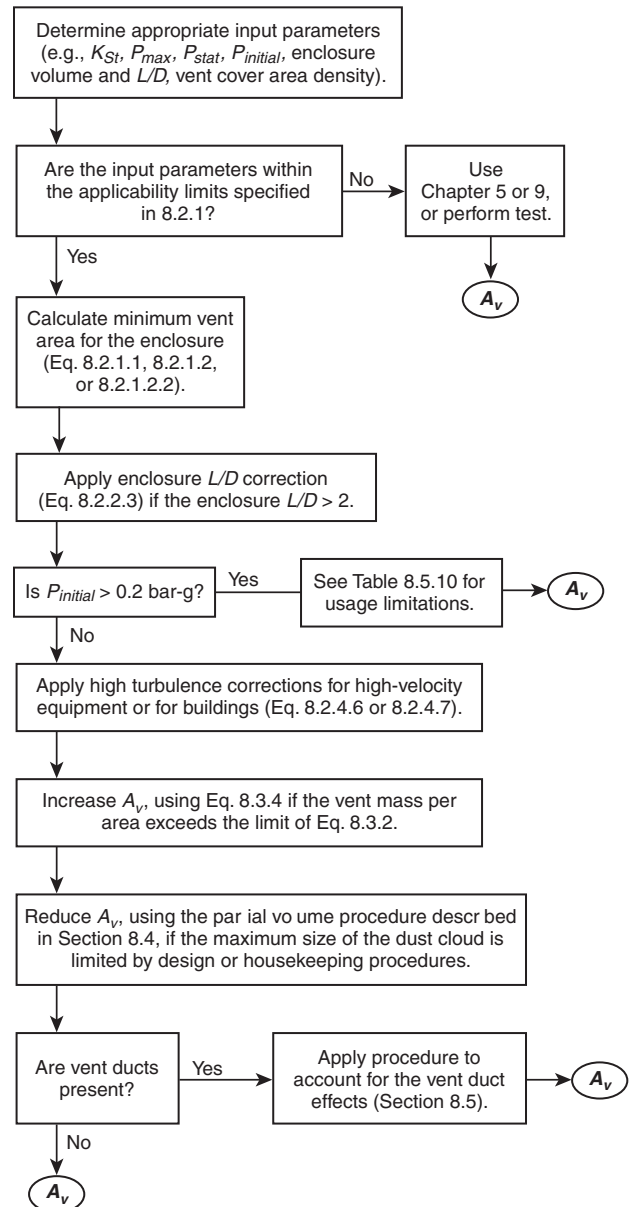 Determine appropriate input parameters
(e.g., K_St, P_max, P_stat, P_initial, enclosure
volume and L/D, vent cover area density).
Are the input parameters within
the applicability limits specified
in 8.2.1?
No
Use
Chapter 5 or 9,
or perform test.
A_v
Yes
Calculate minimum vent
area for the enclosure
(Eq. 8.2.1.1, 8.2.1.2,
or 8.2.1.2.2).
Apply enclosure L/D correction
(Eq. 8.2.2.3) if the enclosure L/D > 2.
Is P_initial > 0.2 bar-g?
Yes
See Table 8.5.10 for
usage limitations.
A_v
No
Apply high turbulence corrections for high-velocity
equipment or for buildings (Eq. 8.2.4.6 or 8.2.4.7).
Increase A_v, using Eq. 8.3.4 if the vent mass per
area exceeds the limit of Eq. 8.3.2.
Reduce A_v, using the par ial vo ume procedure descr bed
in Section 8.4, if the maximum size of the dust cloud is
limited by design or housekeeping procedures.
Are vent ducts
present?
Yes
Apply procedure to
account for the vent duct
effects (Section 8.5).
A_v
No
A_v